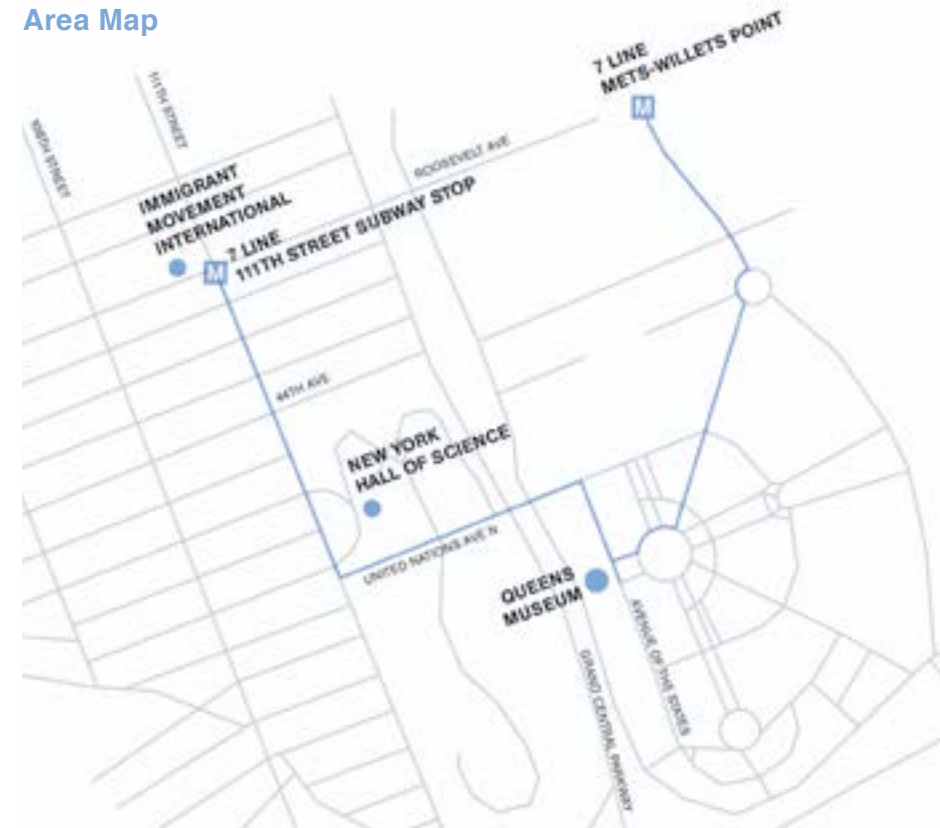 Area Map
7 LINE
METS-WILLETS POINT
M
111TH STREET
108TH STREET
ROOSEVELT AVE
IMMIGRANT
MOVEMENT
INTERNATIONAL
7 LINE
111TH STREET SUBWAY STOP
M
44TH AVE
NEW YORK
HALL OF SCIENCE
UNITED NATIONS AVE N
QUEENS
MUSEUM
AVENUE OF THE STATES
GRAND CENTRAL PARKWAY